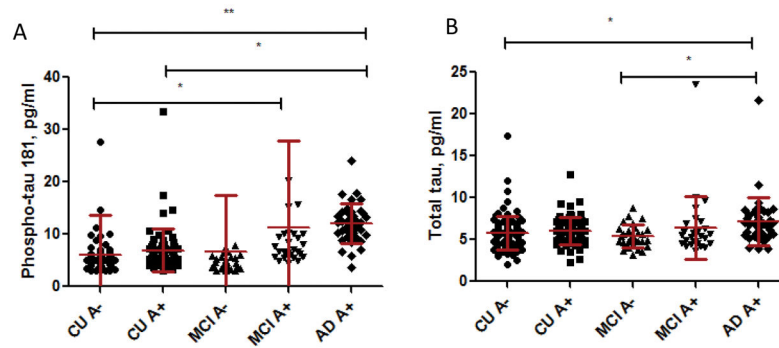 A
**
*
*
Phospho-tau 181, pg/ml
40
30
20
10
0
CU A-
CU A+
MCI A-
MCI A+
AD A+
B
*
*
Total tau, pg/ml
25
20
15
10
5
0
CU A-
CU A+
MCI A-
MCI A+
AD A+